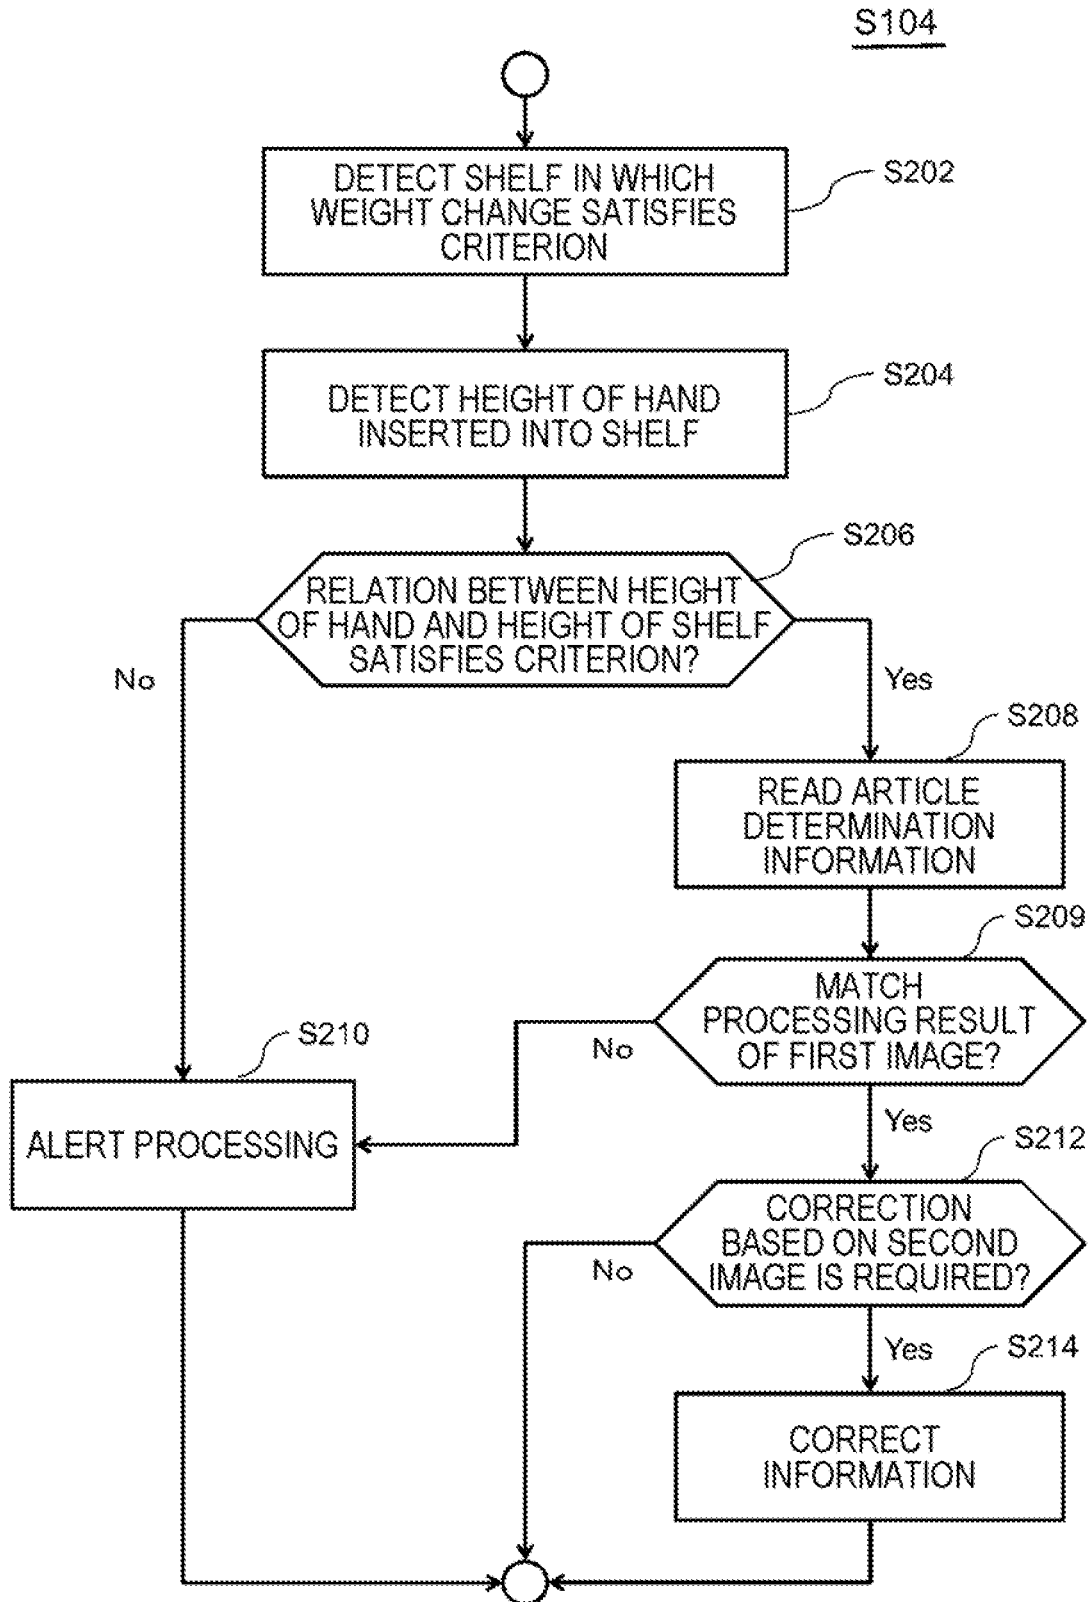 S104
DETECT SHELF IN WHICH
WEIGHT CHANGE SATISFIES
CRITERION
S202
DETECT HEIGHT OF HAND
INSERTED INTO SHELF
S204
RELATION BETWEEN HEIGHT
OF HAND AND HEIGHT OF SHELF
SATISFIES CRITERION?
S206
No
Yes
S208
READ ARTICLE
DETERMINATION
INFORMATION
S209
MATCH
PROCESSING RESULT
OF FIRST IMAGE?
No
Yes
S210
ALERT PROCESSING
S212
CORRECTION
BASED ON SECOND
IMAGE IS REQUIRED?
No
Yes
S214
CORRECT
INFORMATION